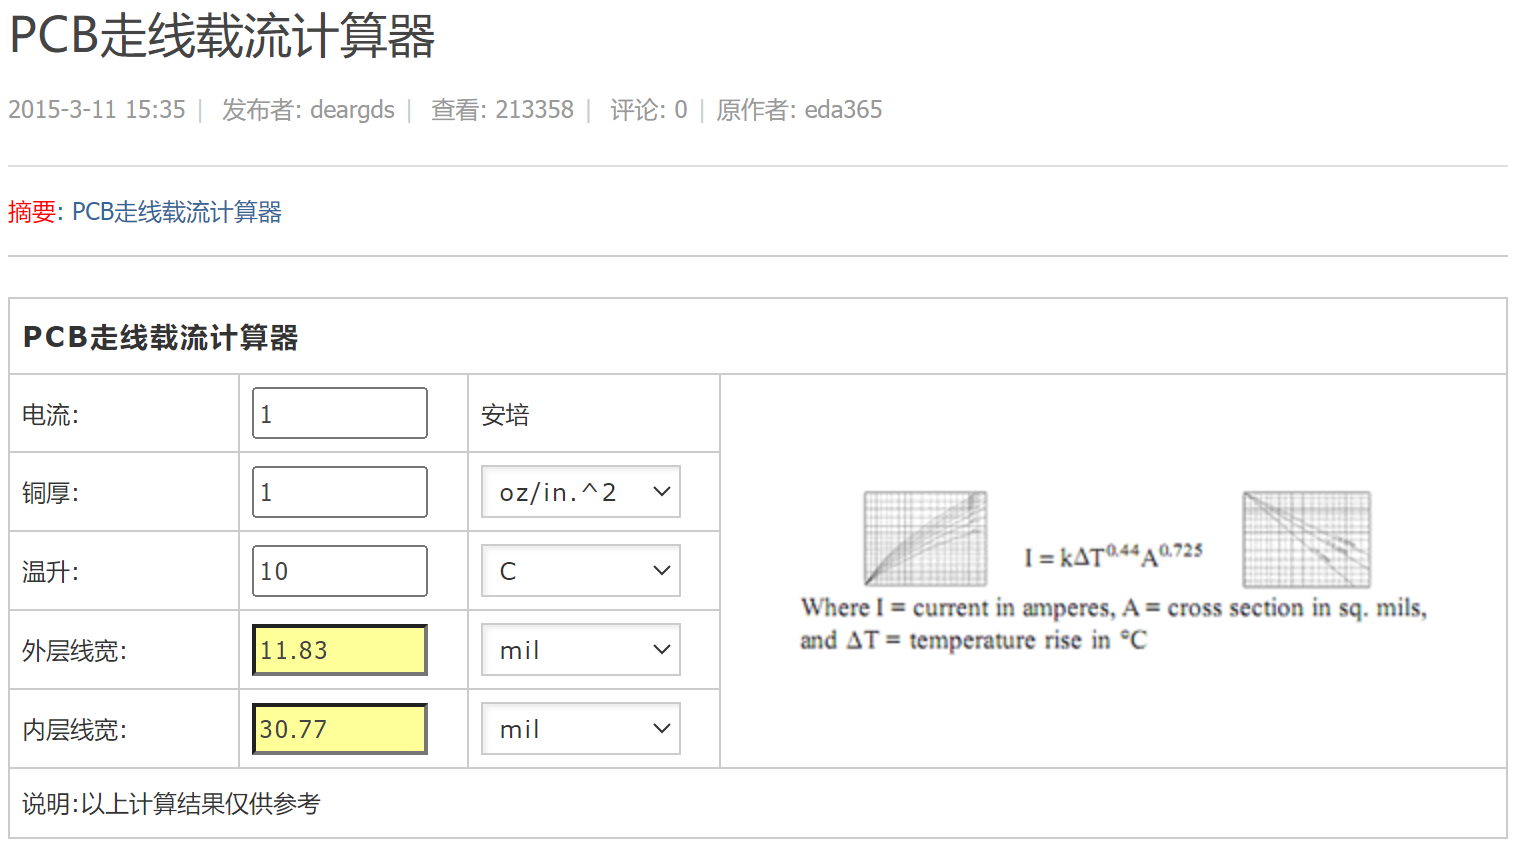 PCB走线载流计算器
2015-3-11 15:35 | 发布者: deargds | 查看: 213358 | 评论: 0 | 原作者: eda365
摘要: PCB走线载流计算器
PCB走线载流计算器
电流: 1 安培
铜厚: 1 oz/in.^2
温升: 10 C
外层线宽: 11.83 mil
内层线宽: 30.77 mil
I = kΔT^0.44A^0.725
Where I = current in amperes, A = cross section in sq. mils,
and ΔT = temperature rise in °C
说明:以上计算结果仅供参考